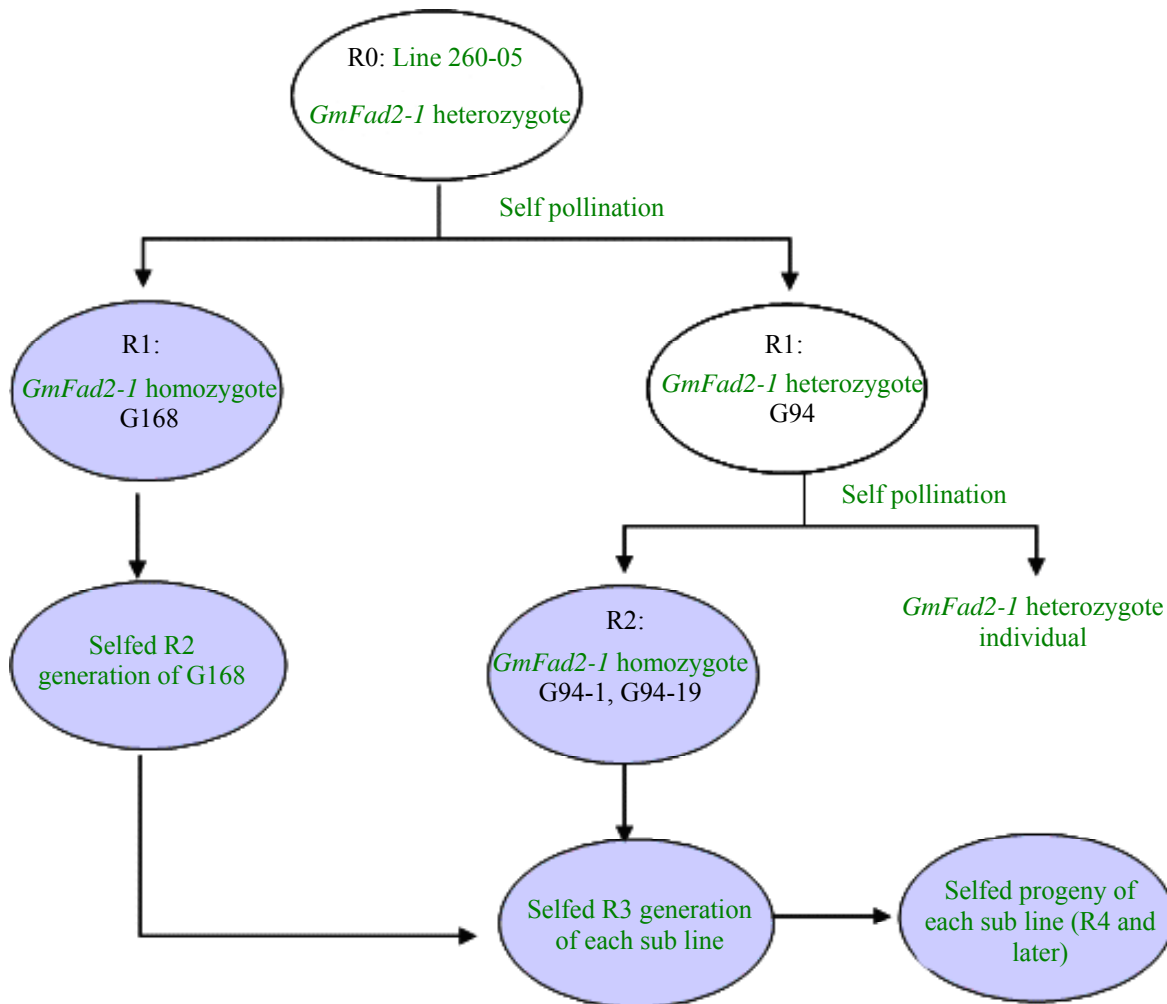 R0: Line 260-05
GmFad2-1 heterozygote
Self pollination
R1:
GmFad2-1 homozygote
G168
R1:
GmFad2-1 heterozygote
G94
Self pollination
Selfed R2
generation of G168
R2:
GmFad2-1 homozygote
G94-1, G94-19
GmFad2-1 heterozygote
individual
Selfed R3 generation
of each sub line
Selfed progeny of
each sub line (R4 and
later)